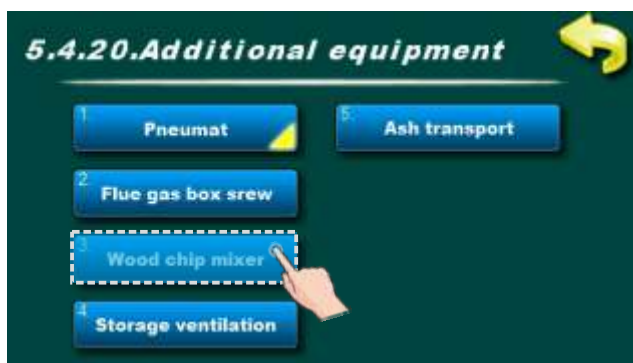 5.4.20.Additional equipment
1.
Pneumat
2.
Flue gas box srew
3.
Wood chip mixer
4.
Storage ventilation
5.
Ash transport